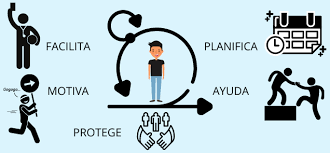 FACILITA
PLANIFICA
MOTIVA
AYUDA
PROTEGE